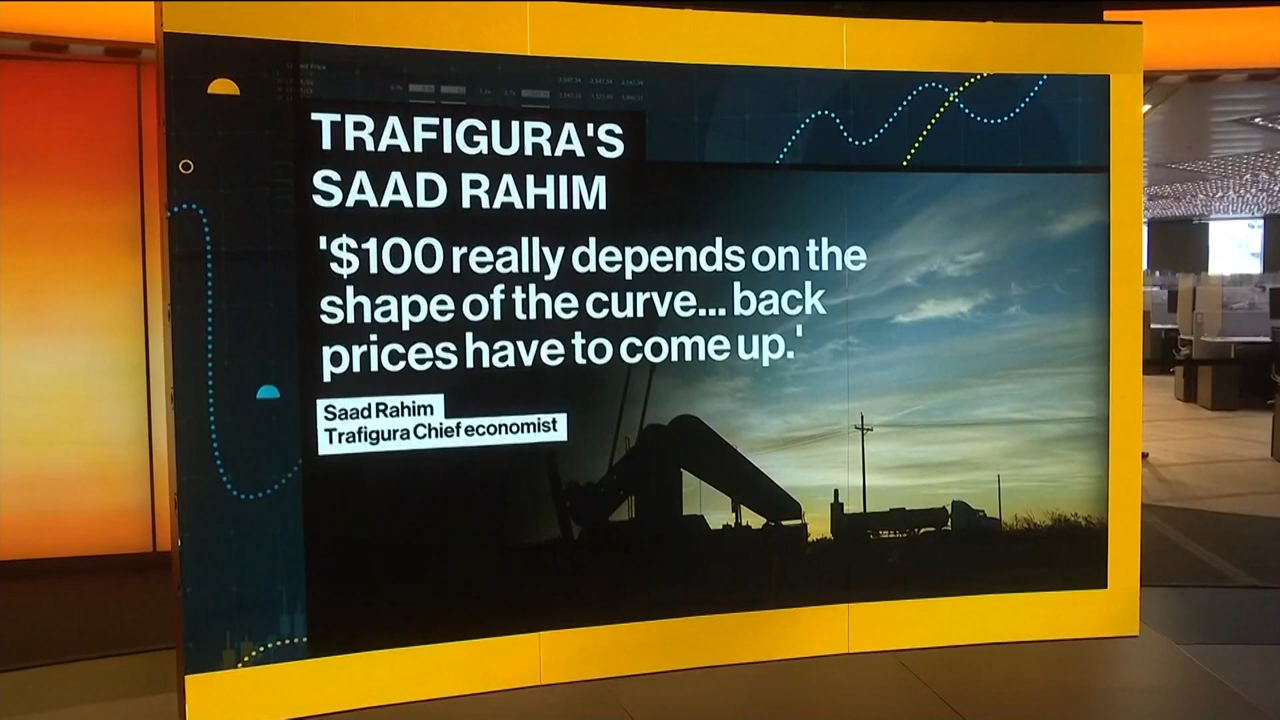 TRAFIGURA'S
SAAD RAHIM
'$100 really depends on the
shape of the curve... back
prices have to come up.'
Saad Rahim
Trafigura Chief economist